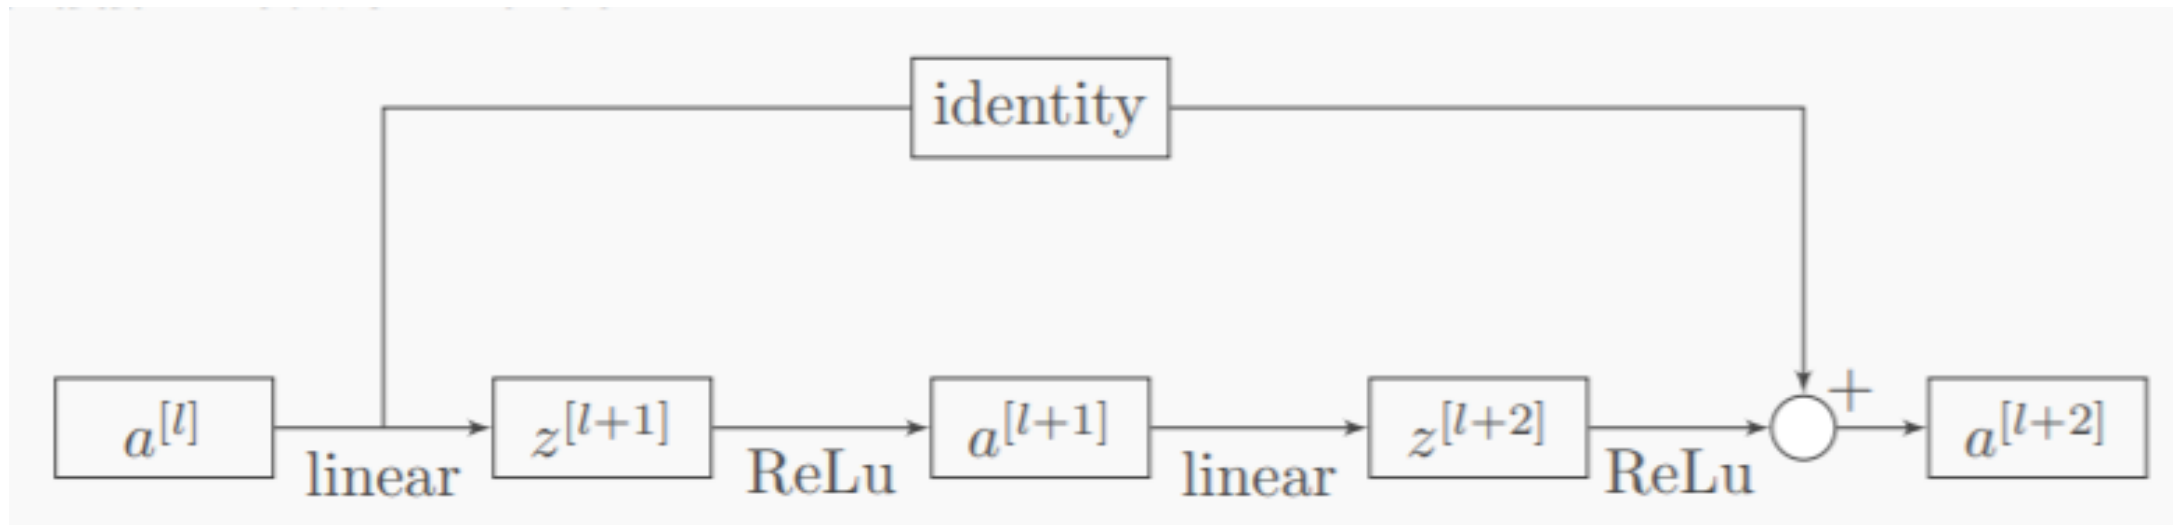 identity
+
a^{[l]} z^{[l+1]} a^{[l+1]} z^{[l+2]} a^{[l+2]}
linear ReLu linear ReLu